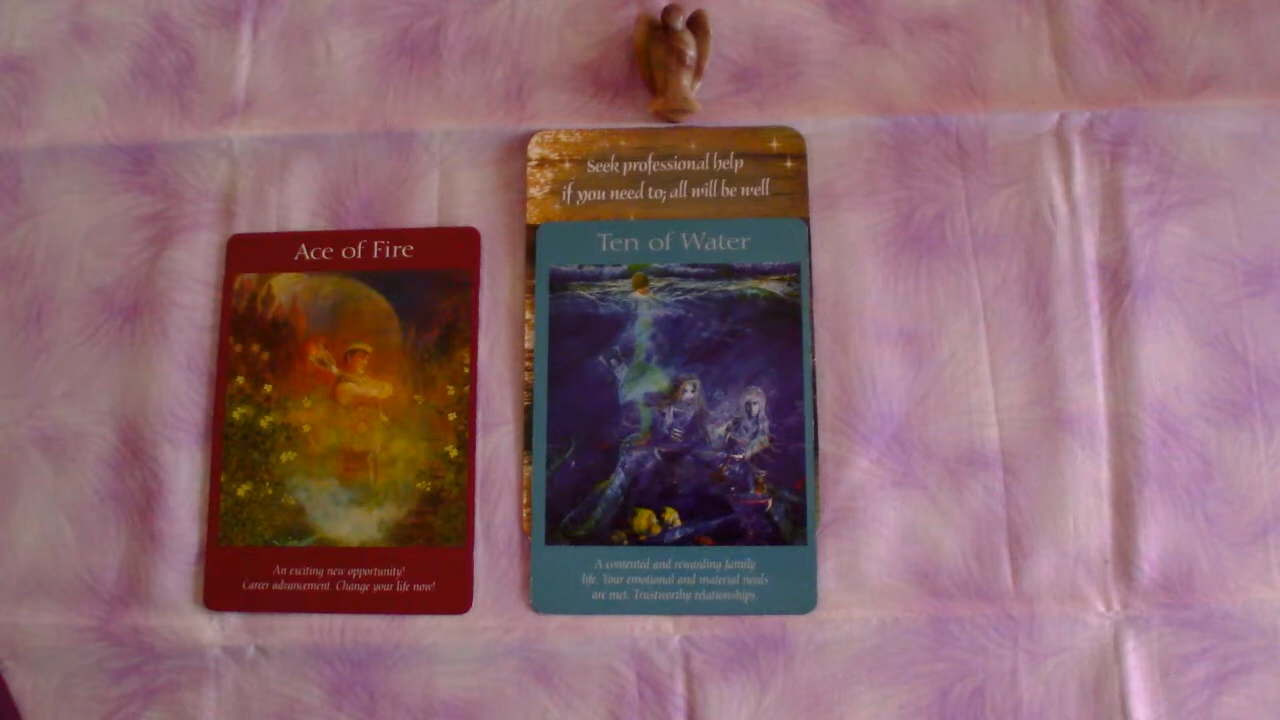 Seek professional help
if you need to; all will be well
Ace of Fire
An exciting new opportunity!
Career advancement. Change your life now!
Ten of Water
A contented and rewarding family
life. Your emotional and material needs
are met. Trustworthy relationships.